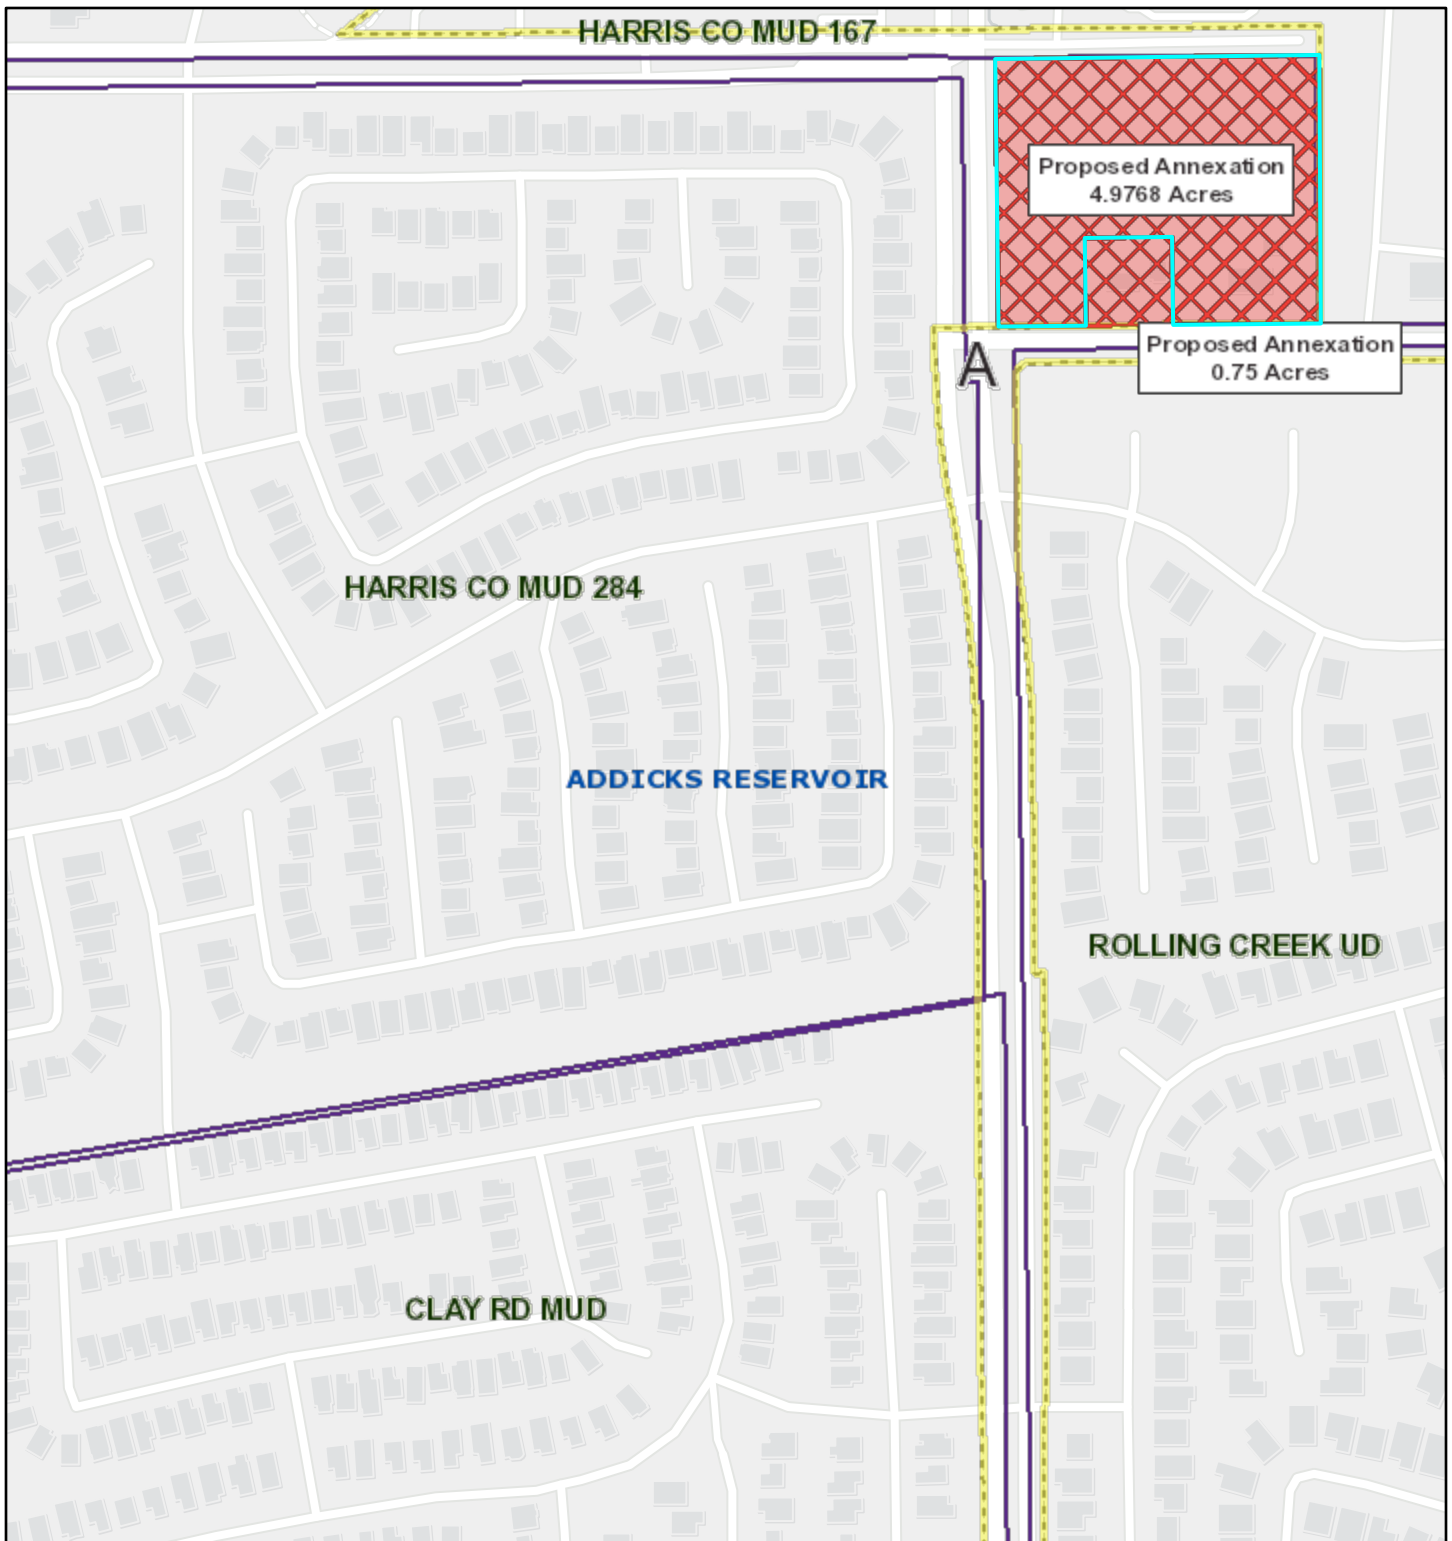 HARRIS CO MUD 167
Proposed Annexation
4.9768 Acres
Proposed Annexation
0.75 Acres
A
HARRIS CO MUD 284
ADDICKS RESERVOIR
ROLLING CREEK UD
CLAY RD MUD